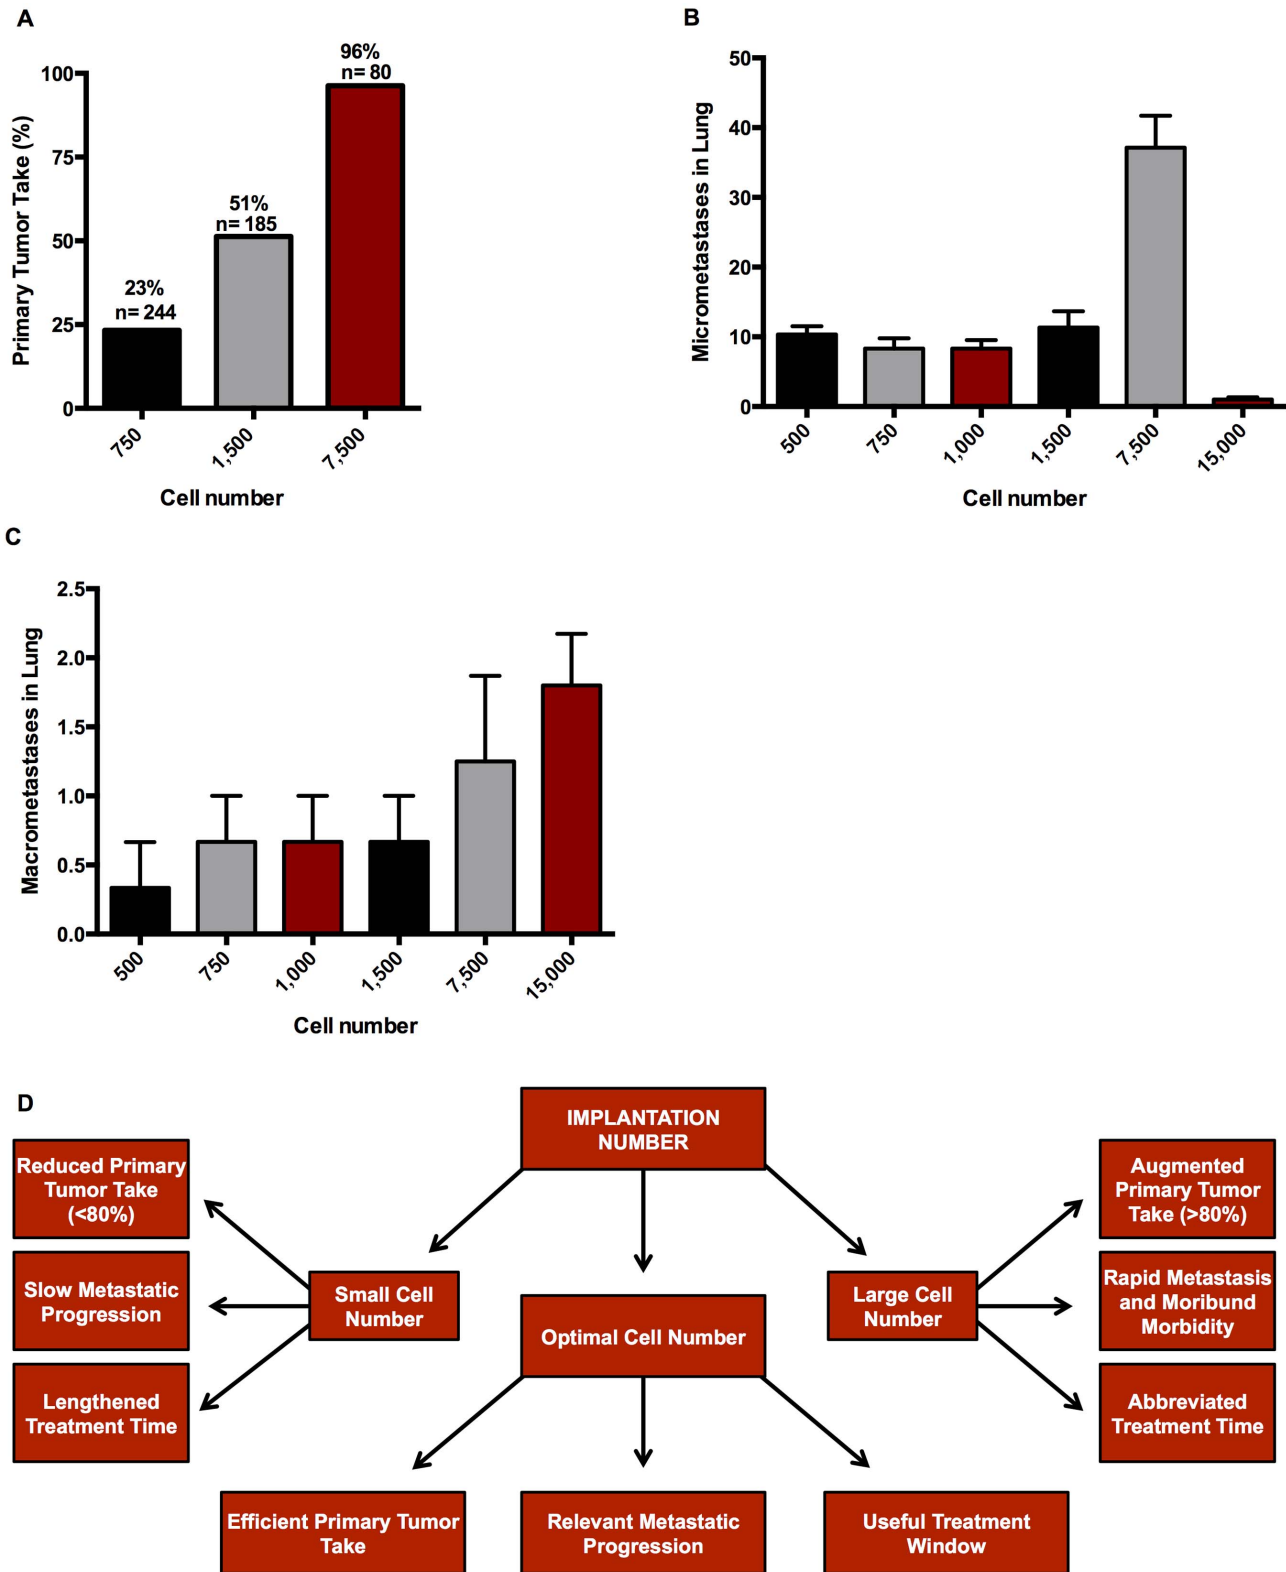 A
Primary Tumor Take (%)
100
75
50
25
0
23%
n= 244
51%
n= 185
96%
n= 80
750
1,500
7,500
Cell number
B
Micrometastases in Lung
50
40
30
20
10
0
500
750
1,000
1,500
7,500
15,000
Cell number
C
Macrometastases in Lung
2.5
2.0
1.5
1.0
0.5
0.0
500
750
1,000
1,500
7,500
15,000
Cell number
D
IMPLANTATION
NUMBER
Reduced Primary
Tumor Take
(<80%)
Slow Metastatic
Progression
Lengthened
Treatment Time
Small Cell
Number
Optimal Cell Number
Large Cell
Number
Augmented
Primary Tumor
Take (>80%)
Rapid Metastasis
and Moribund
Morbidity
Abbreviated
Treatment Time
Efficient Primary Tumor
Take
Relevant Metastatic
Progression
Useful Treatment
Window